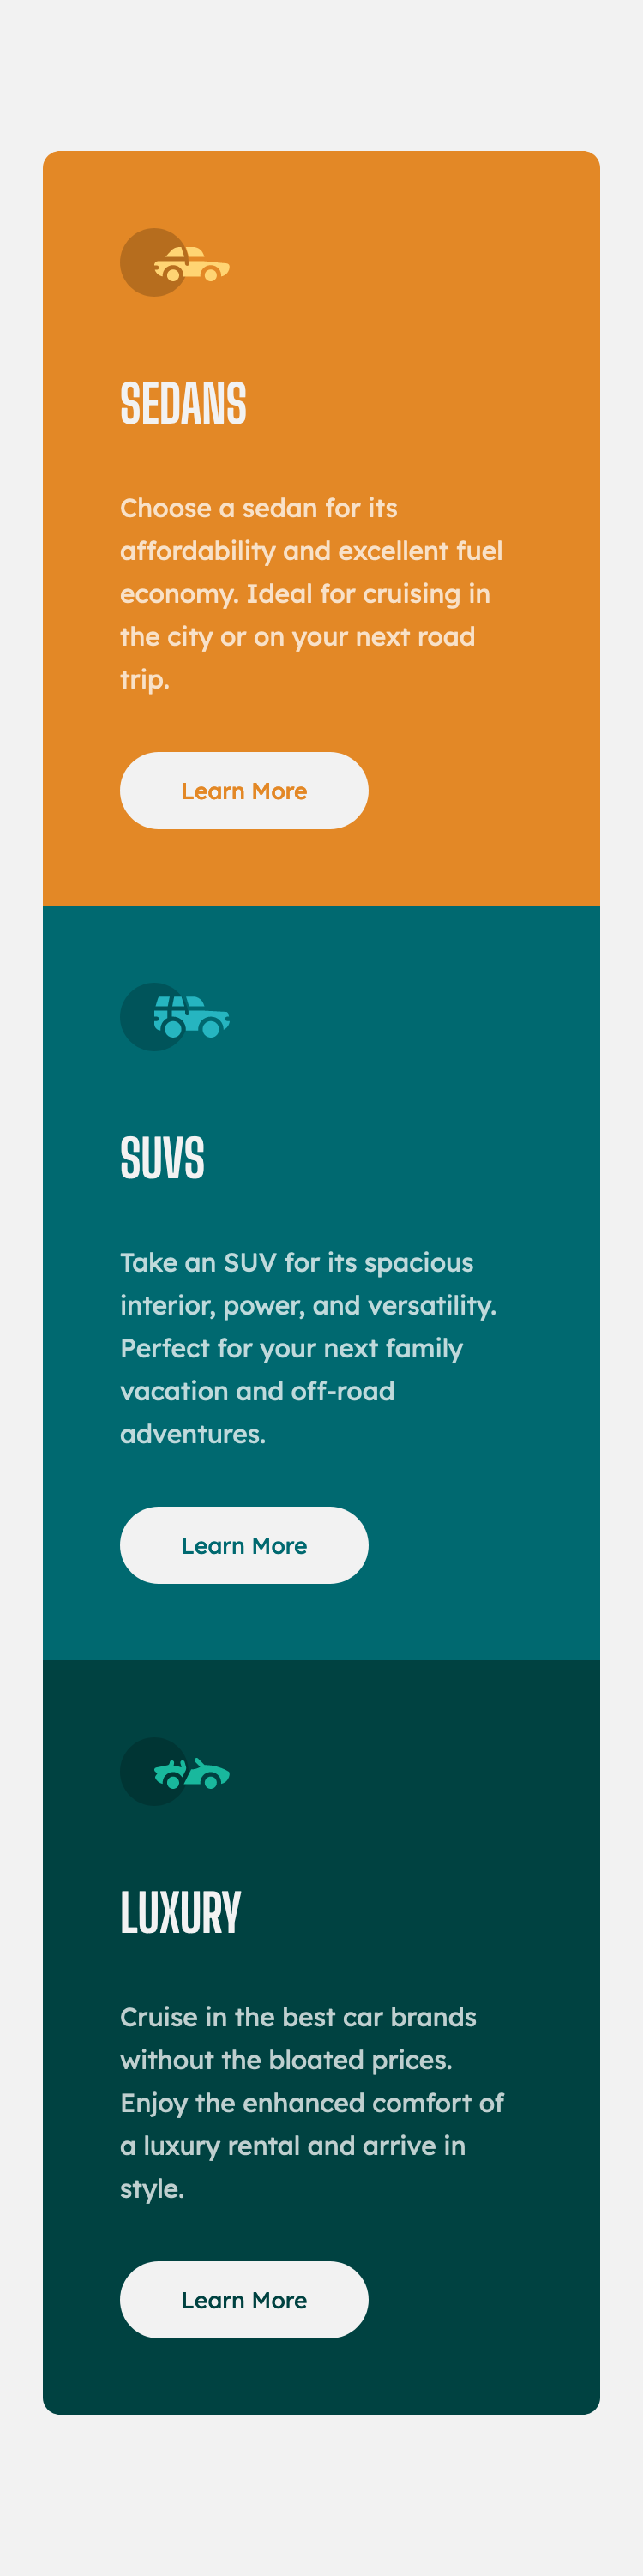 SEDANS
Choose a sedan for its
affordability and excellent fuel
economy. Ideal for cruising in
the city or on your next road
trip.
Learn More
SUVS
Take an SUV for its spacious
interior, power, and versatility.
Perfect for your next family
vacation and off-road
adventures.
Learn More
LUXURY
Cruise in the best car brands
without the bloated prices.
Enjoy the enhanced comfort of
a luxury rental and arrive in
style.
Learn More